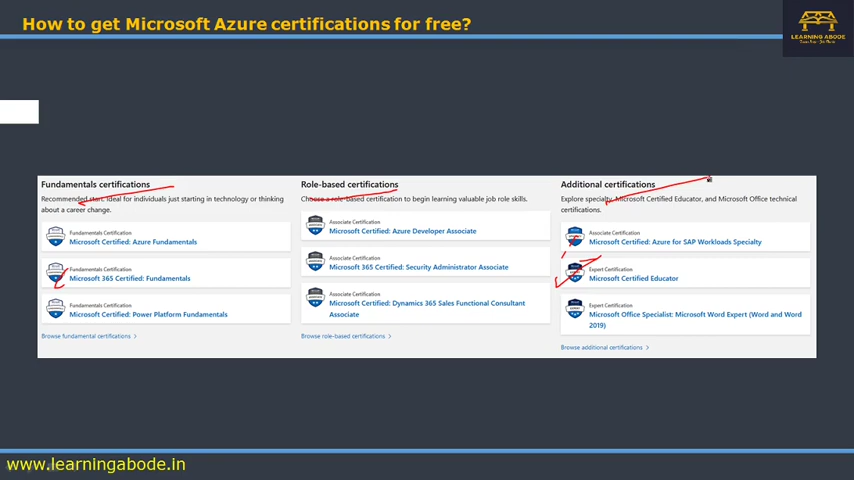 How to get Microsoft Azure certifications for free?
LEARNING ABODE
Fundamentals certifications
Recommended start. Ideal for individuals just starting in technology or thinking
about a career change.
Fundamentals Certification
Microsoft Certified: Azure Fundamentals
Fundamentals Certification
Microsoft 365 Certified: Fundamentals
Fundamentals Certification
Microsoft Certified: Power Platform Fundamentals
Browse fundamental certifications >
Role-based certifications
Choose a role-based certification to begin learning valuable job role skills.
Associate Certification
Microsoft Certified: Azure Developer Associate
Associate Certification
Microsoft 365 Certified: Security Administrator Associate
Associate Certification
Microsoft Certified: Dynamics 365 Sales Functional Consultant
Associate
Browse role-based certifications >
Additional certifications
Explore specialty, Microsoft Certified Educator, and Microsoft Office technical
certifications.
Associate Certification
Microsoft Certified: Azure for SAP Workloads Specialty
Expert Certification
Microsoft Certified Educator
Expert Certification
Microsoft Office Specialist: Microsoft Word Expert (Word and Word
2019)
Browse additional certifications >
www.learningabode.in